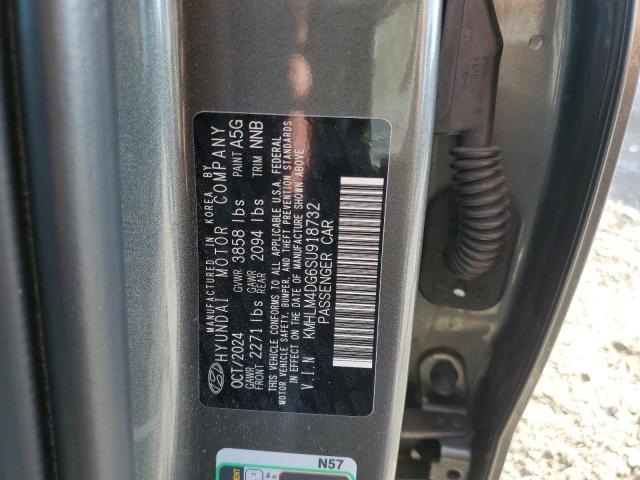 MANUFACTURED IN KOREA BY
HYUNDAI MOTOR COMPANY
OCT/2024 GVWR 3858 lbs PAINT A5G
GAWR FRONT 2271 lbs GAWR REAR 2094 lbs TRIM NNB
THIS VEHICLE CONFORMS TO ALL APPLICABLE U.S.A. FEDERAL
MOTOR VEHICLE SAFETY, BUMPER, AND THEFT PREVENTION STANDARDS
IN EFFECT ON THE DATE OF MANUFACTURE SHOWN ABOVE
V.I.N KMHLM4DG6SU918732
PASSENGER CAR
N57